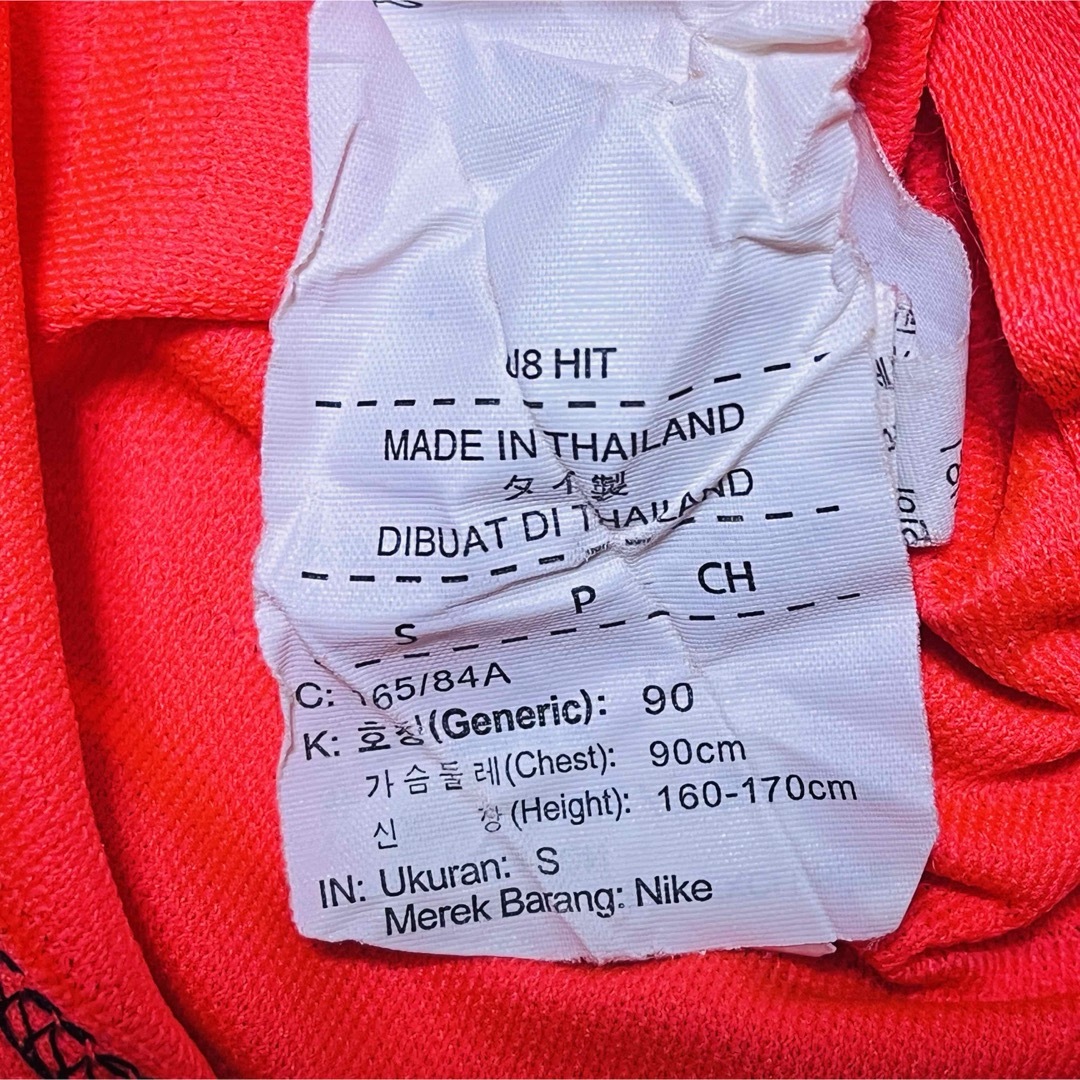 J8 HIT
MADE IN THAILAND
タイ製
DIBUAT DI THAILAND
S P CH
C: 165/84A
K: 호칭(Generic): 90
가슴둘레(Chest): 90cm
신 장(Height): 160-170cm
IN: Ukuran: S
Merek Barang: Nike